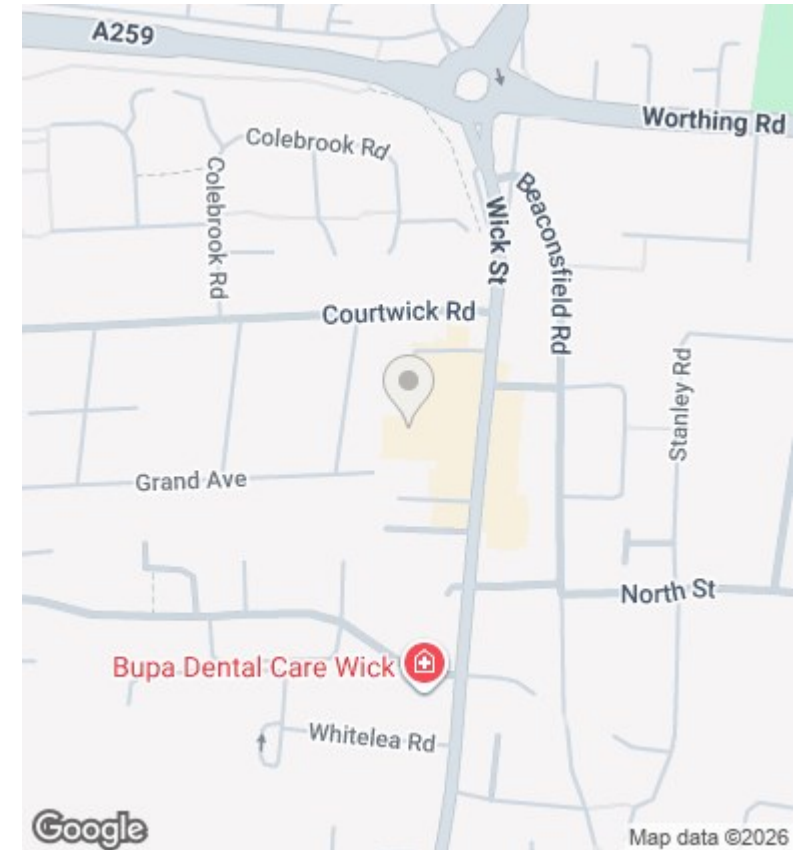 A259
Worthing Rd
Colebrook Rd
Colebrook Rd
Wick St
Beaconsfield Rd
Courtwick Rd
Stanley Rd
Grand Ave
North St
Bupa Dental Care Wick
Whitelea Rd
Google
Map data ©2026